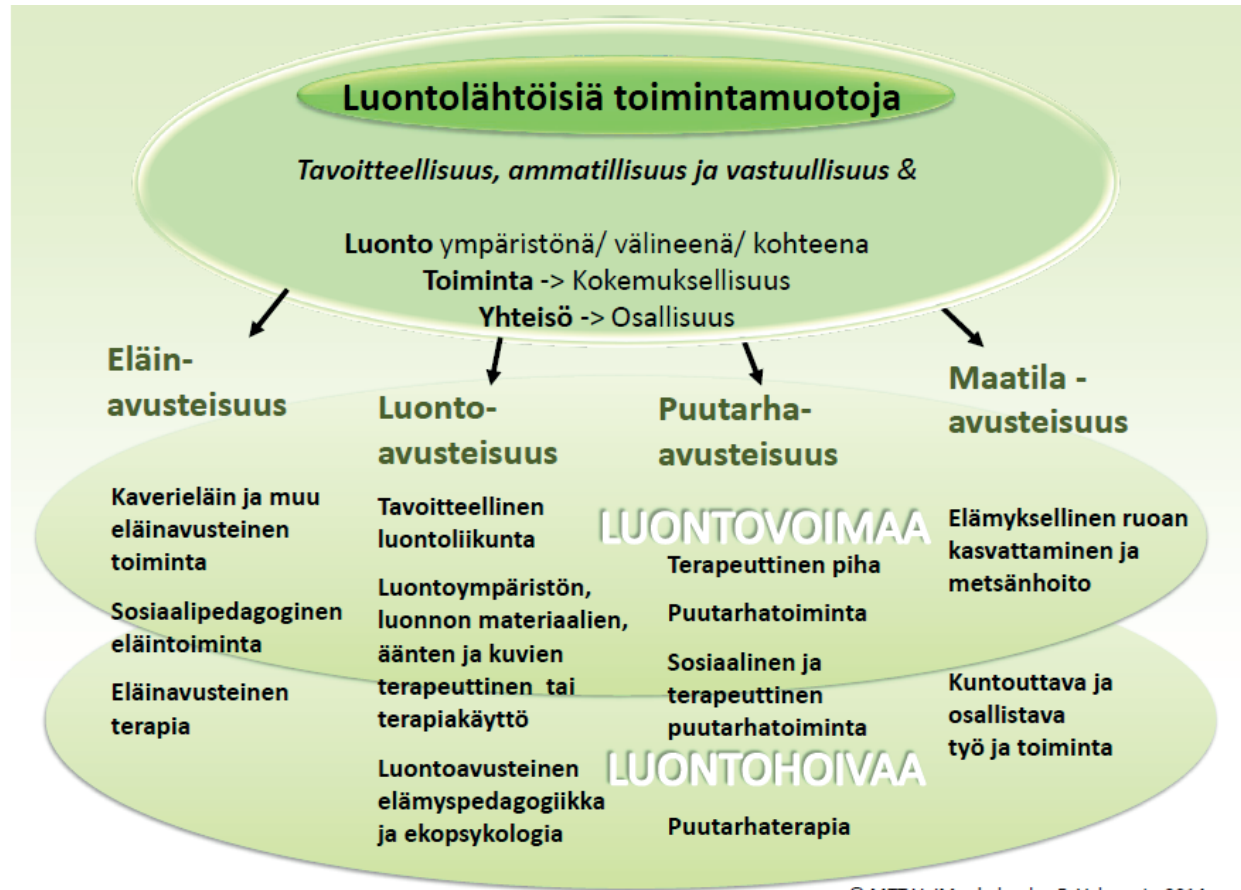 Luontolähtöisiä toimintamuotoja
Tavoitteellisuus, ammatillisuus ja vastuullisuus &
Luonto ympäristönä/ välineenä/ kohteena
Toiminta -> Kokemuksellisuus
Yhteisö -> Osallisuus
Eläin-
avusteisuus
Kaverieläin ja muu
eläinavusteinen
toiminta
Sosiaalipedagoginen
eläintoiminta
Eläinavusteinen
terapia
Luonto-
avusteisuus
Tavoitteellinen
luontoliikunta
Luontoympäristön,
luonnon materiaalien,
äänten ja kuvien
terapeuttinen tai
terapiakäyttö
Luontoavusteinen
elämyspedagogiikka
ja ekopsykologia
Puutarha-
avusteisuus
LUONTOVOIMAA
Terapeuttinen piha
Puutarhatoiminta
Sosiaalinen ja
terapeuttinen
puutarhatoiminta
LUONTOHOIVAA
Puutarhaterapia
Maatila -
avusteisuus
Elämyksellinen ruoan
kasvattaminen ja
metsänhoito
Kuntouttava ja
osallistava
työ ja toiminta